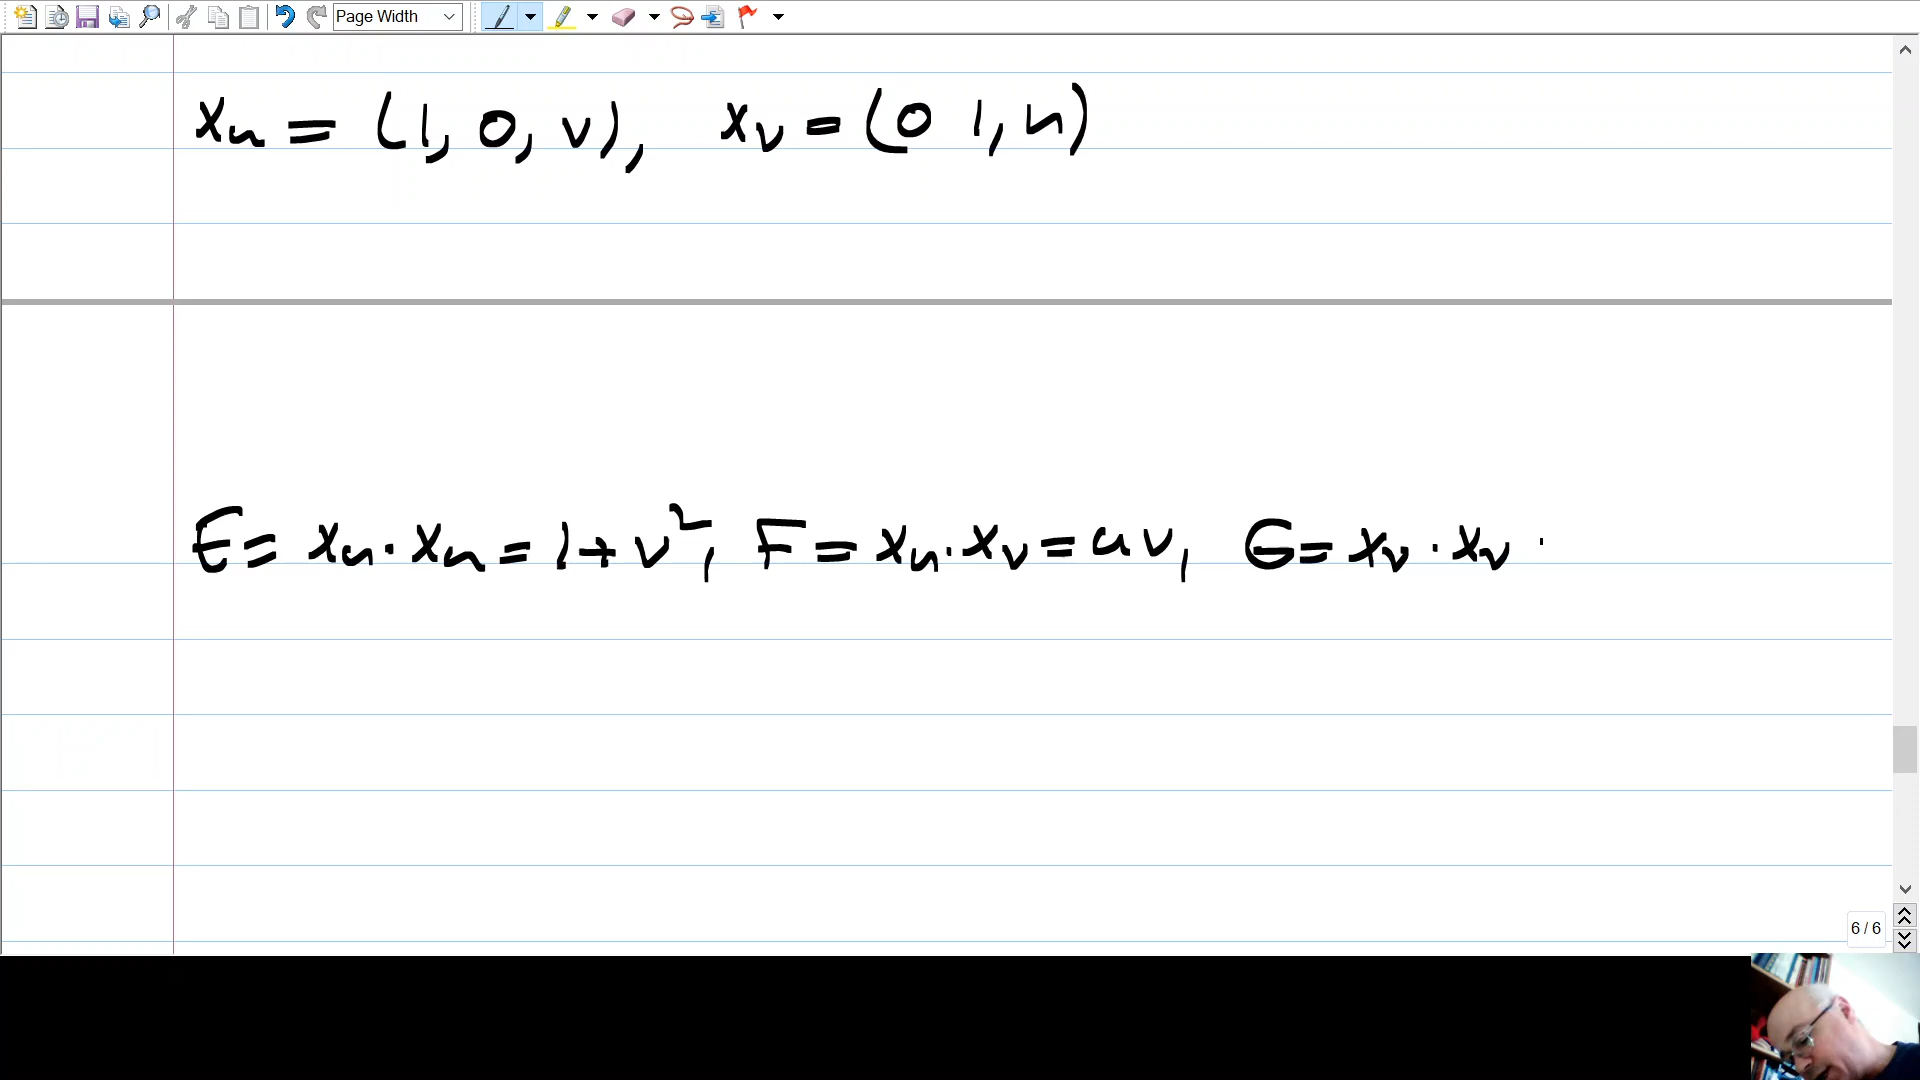 Page Width
xᵤ = (1, 0, v), xᵥ = (0 1, u)
E = xᵤ · xᵤ = 1 + v², F = xᵤ · xᵥ = uv, G = xᵥ · xᵥ
6 / 6